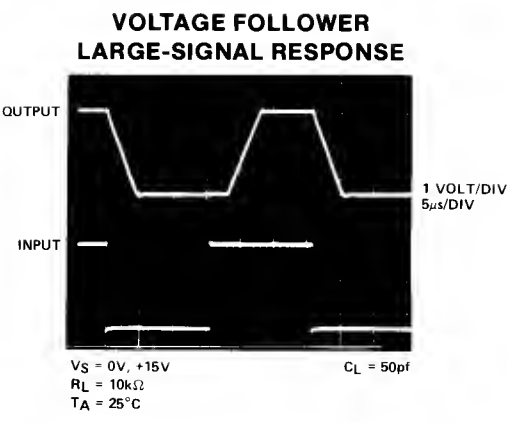 VOLTAGE FOLLOWER
LARGE-SIGNAL RESPONSE
OUTPUT
1 VOLT/DIV
5μs/DIV
INPUT
VS = 0V, +15V
CL = 50pf
RL = 10kΩ
TA = 25°C